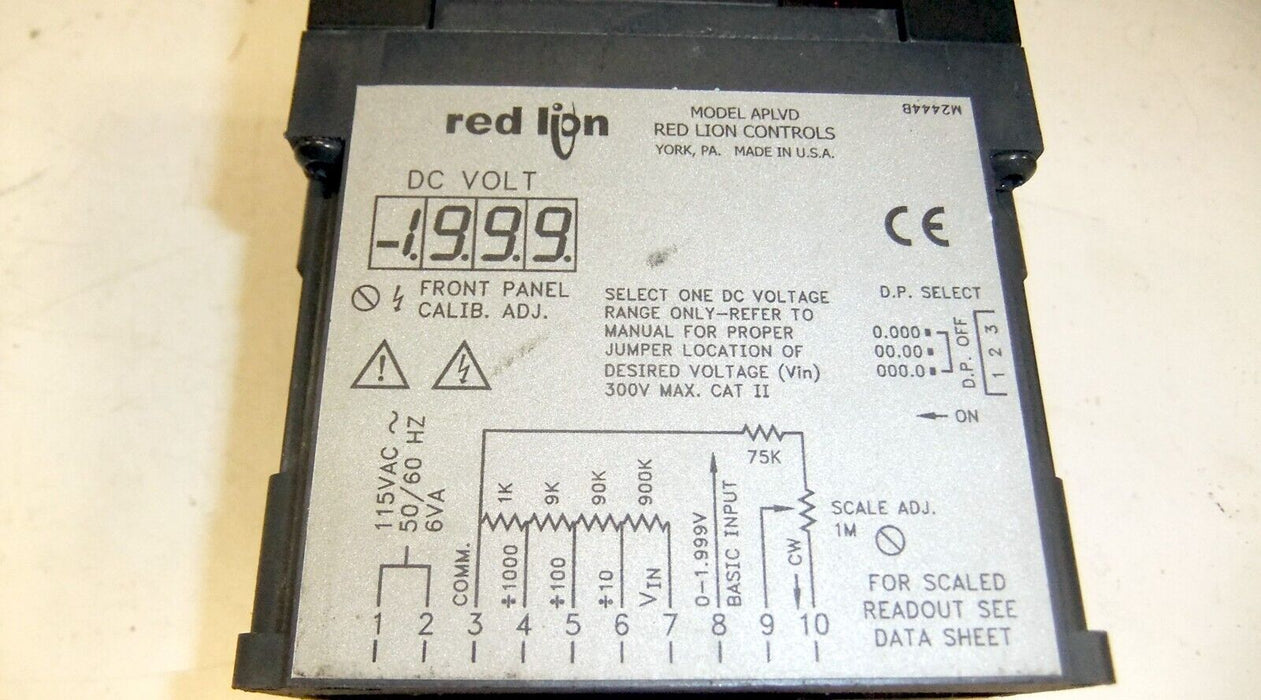 red lion
MODEL APLVD
RED LION CONTROLS
YORK, PA. MADE IN U.S.A.
M2444B
DC VOLT
-1.9.9.9.
CE
FRONT PANEL
CALIB. ADJ.
SELECT ONE DC VOLTAGE
RANGE ONLY-REFER TO
MANUAL FOR PROPER
JUMPER LOCATION OF
DESIRED VOLTAGE (Vin)
300V MAX. CAT II
D.P. SELECT
0.000
00.00
000.0
D.P. OFF
1 2 3
ON
115VAC ~
50/60 HZ
6VA
COMM.
1K
9K
90K
900K
÷1000
÷100
÷10
VIN
0-1.999V
BASIC INPUT
75K
CW
SCALE ADJ.
1M
FOR SCALED
READOUT SEE
DATA SHEET
1 2 3 4 5 6 7 8 9 10